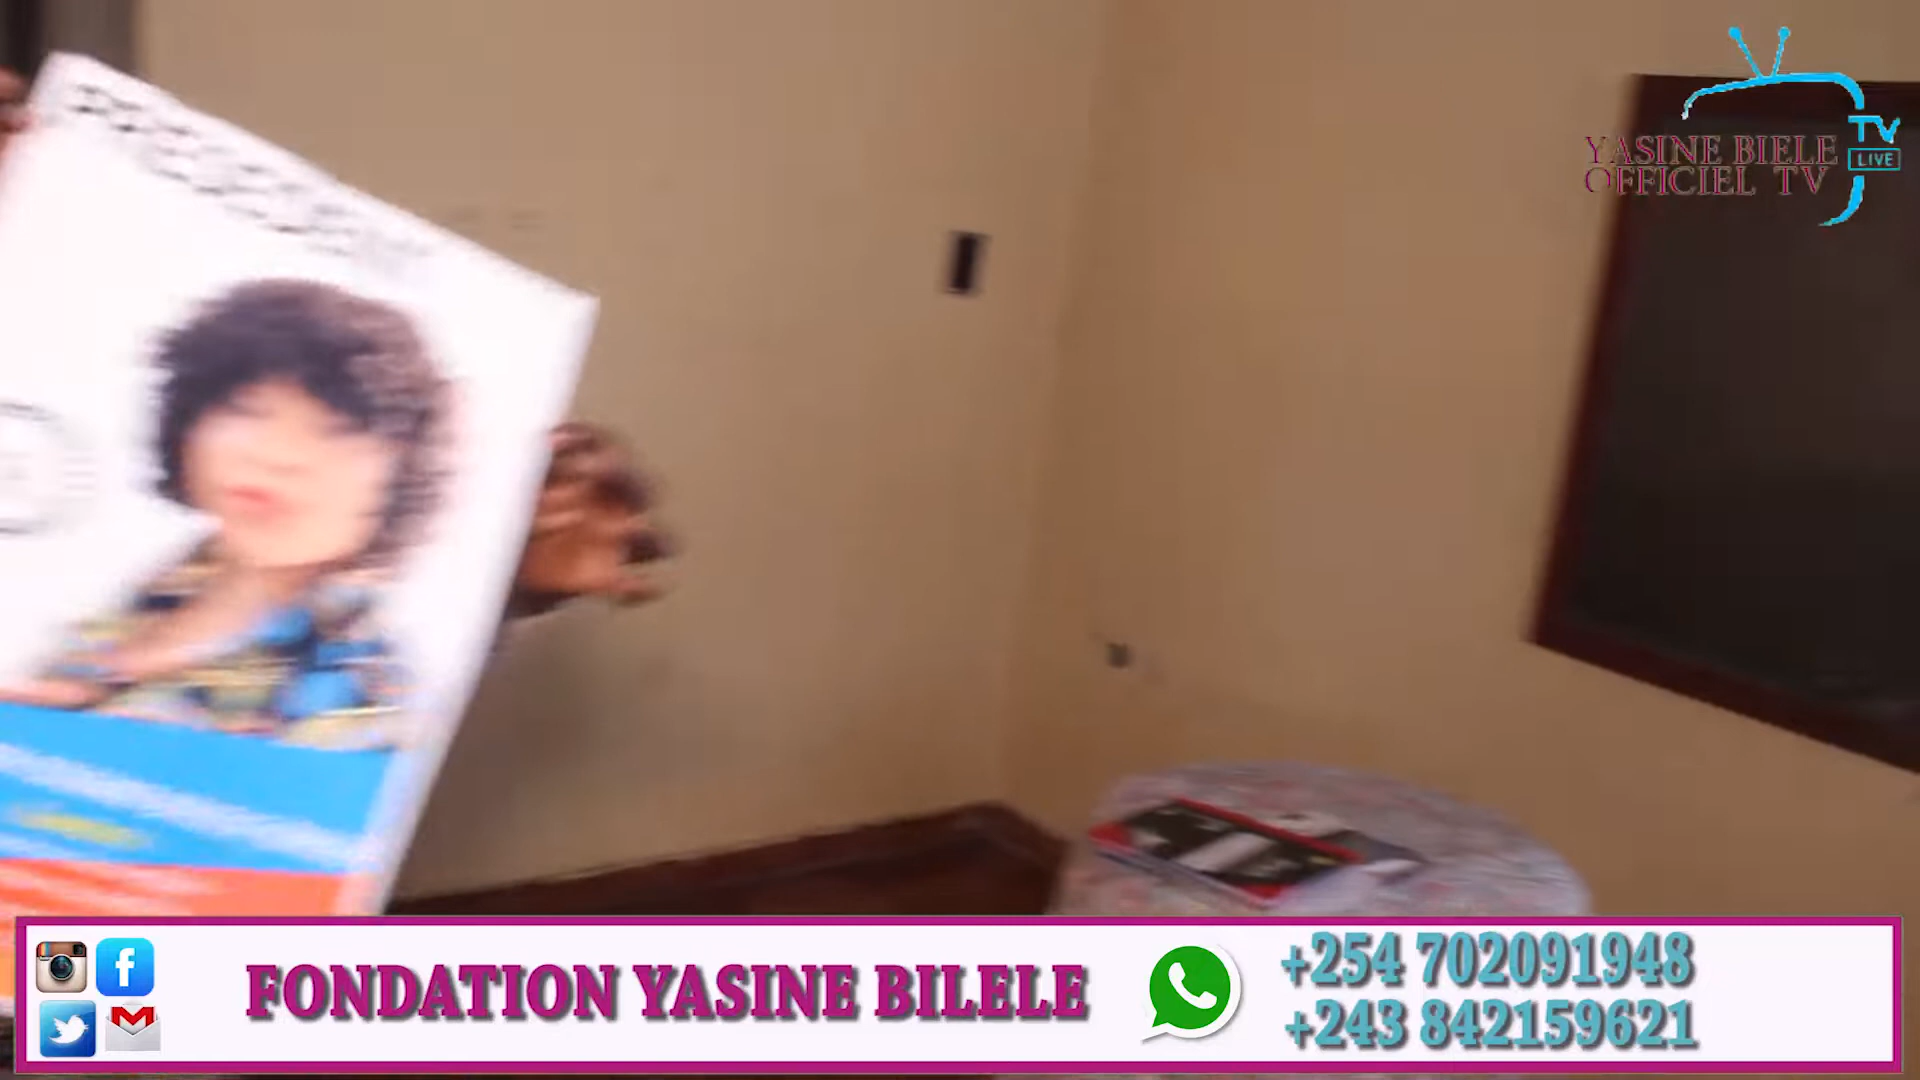 YASINE BIELE
OFFICIEL TV
TV
LIVE
FONDATION YASINE BILELE
+254 702091948
+243 842159621